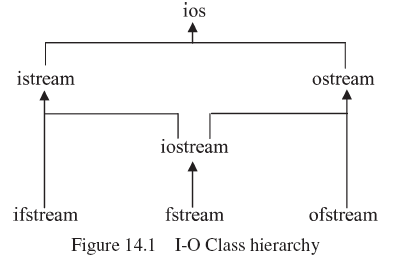 ios
istream ostream
iostream
ifstream fstream ofstream
Figure 14.1 I-O Class hierarchy